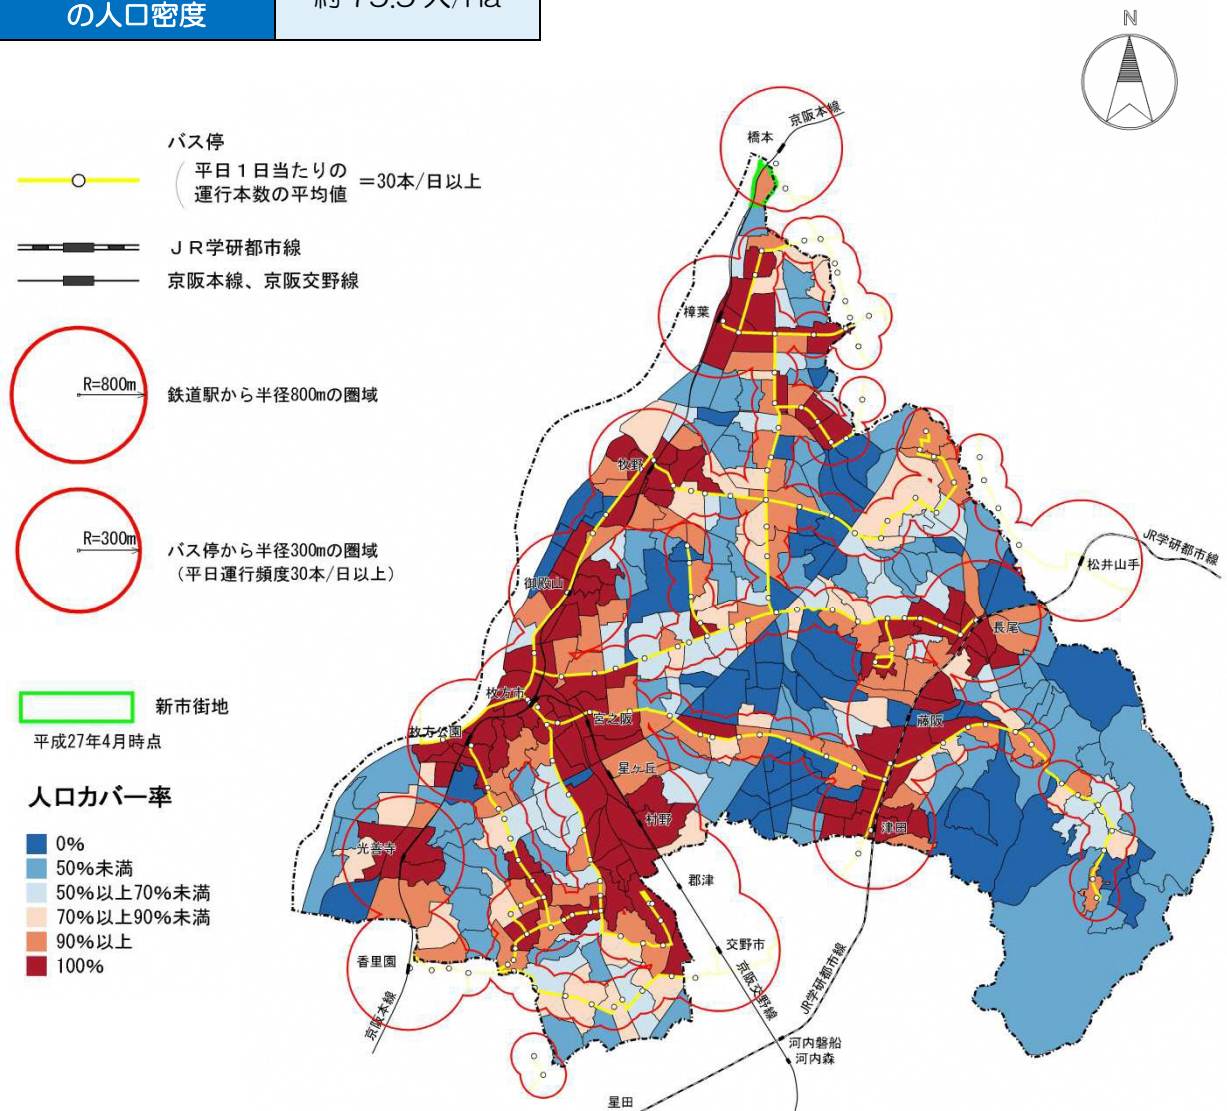 の人口密度
N
バス停
平日1日当たりの
運行本数の平均値
＝30本/日以上
ＪＲ学研都市線
京阪本線、京阪交野線
R=800m
鉄道駅から半径800mの圏域
R=300m
バス停から半径300mの圏域
（平日運行頻度30本/日以上）
新市街地
平成27年4月時点
人口カバー率
0%
50%未満
50%以上70%未満
70%以上90%未満
90%以上
100%
橋本
京阪本線
樟葉
牧野
御殿山
枚方市
枚方公園
宮之阪
星ヶ丘
村野
光善寺
郡津
香里園
交野市
京阪本線
京阪交野線
JR学研都市線
河内磐船
河内森
星田
松井山手
JR学研都市線
長尾
藤阪
津田